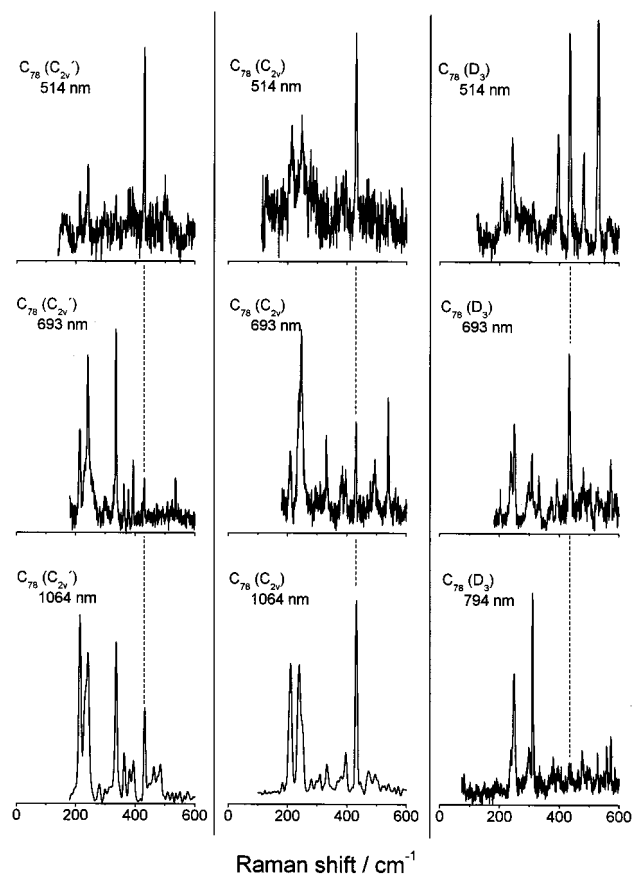 C78 (C2v′)
514 nm
C78 (C2v)
514 nm
C78 (D3)
514 nm
C78 (C2v′)
693 nm
C78 (C2v)
693 nm
C78 (D3)
693 nm
C78 (C2v′)
1064 nm
C78 (C2v)
1064 nm
C78 (D3)
794 nm
0 200 400 600 0 200 400 600 0 200 400 600
Raman shift / cm-1